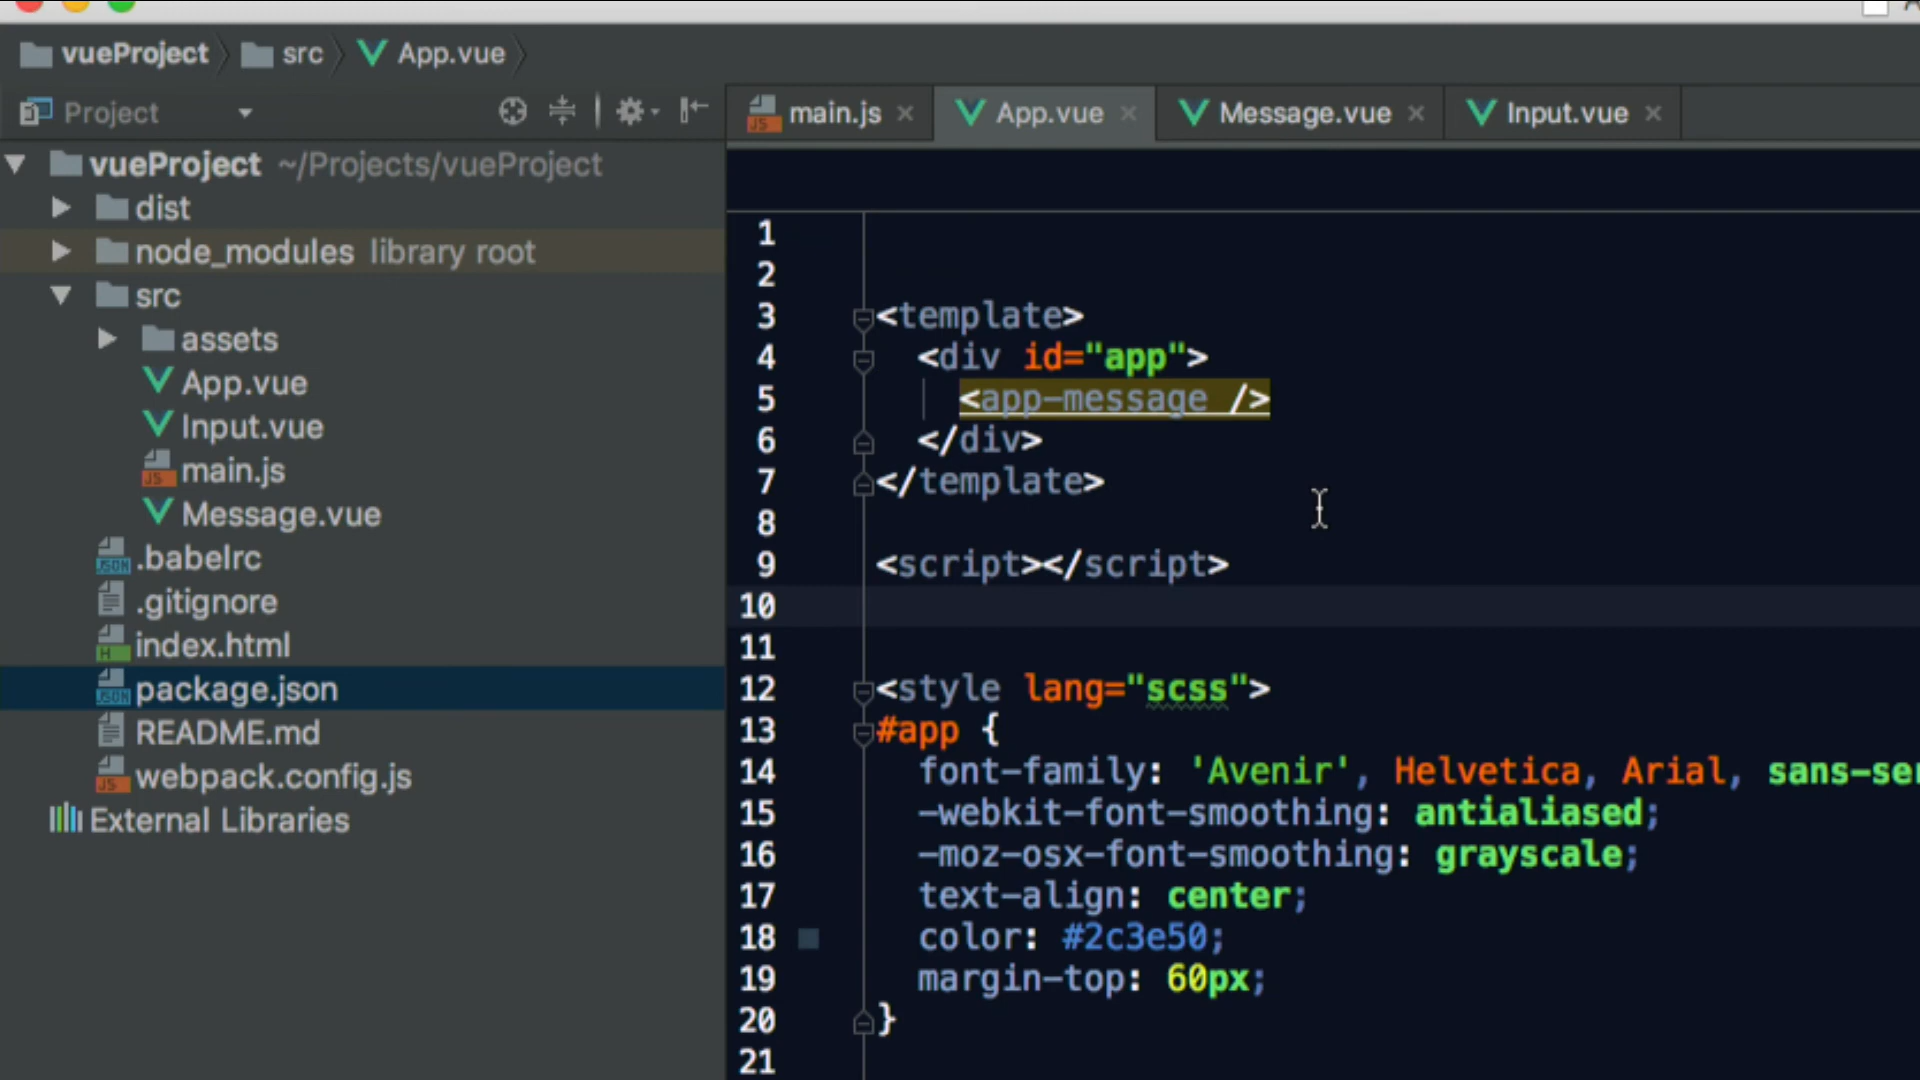 vueProject src App.vue
Project
main.js App.vue Message.vue Input.vue
vueProject ~/Projects/vueProject
dist
node_modules library root
src
assets
App.vue
Input.vue
main.js
Message.vue
.babelrc
.gitignore
index.html
package.json
README.md
webpack.config.js
External Libraries
1
2
3 <template>
4 <div id="app">
5 <app-message />
6 </div>
7 </template>
8
9 <script></script>
10
11
12 <style lang="scss">
13 #app {
14 font-family: 'Avenir', Helvetica, Arial, sans-ser
15 -webkit-font-smoothing: antialiased;
16 -moz-osx-font-smoothing: grayscale;
17 text-align: center;
18 color: #2c3e50;
19 margin-top: 60px;
20 }
21